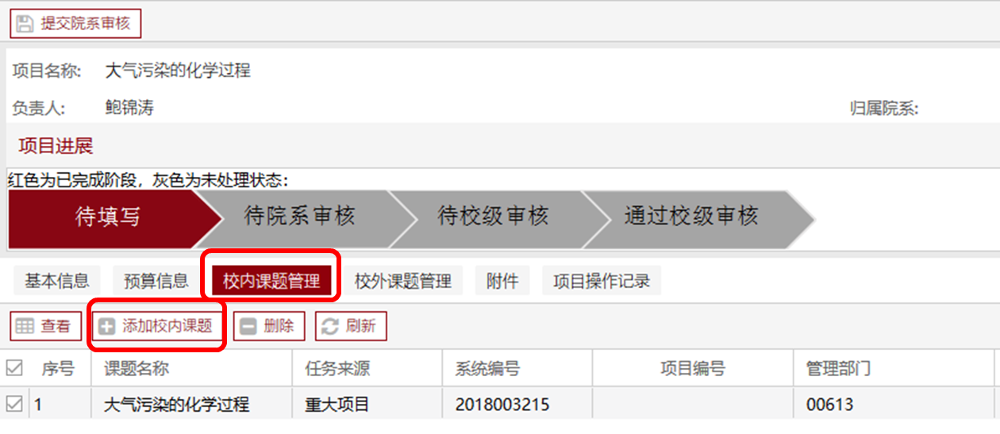 提交院系审核
项目名称: 大气污染的化学过程
负责人: 鲍锦涛 归属院系:
项目进展
红色为已完成阶段，灰色为未处理状态：
待填写 待院系审核 待校级审核 通过校级审核
基本信息 预算信息 校内课题管理 校外课题管理 附件 项目操作记录
查看 添加校内课题 删除 刷新
序号 课题名称 任务来源 系统编号 项目编号 管理部门
1 大气污染的化学过程 重大项目 2018003215 00613